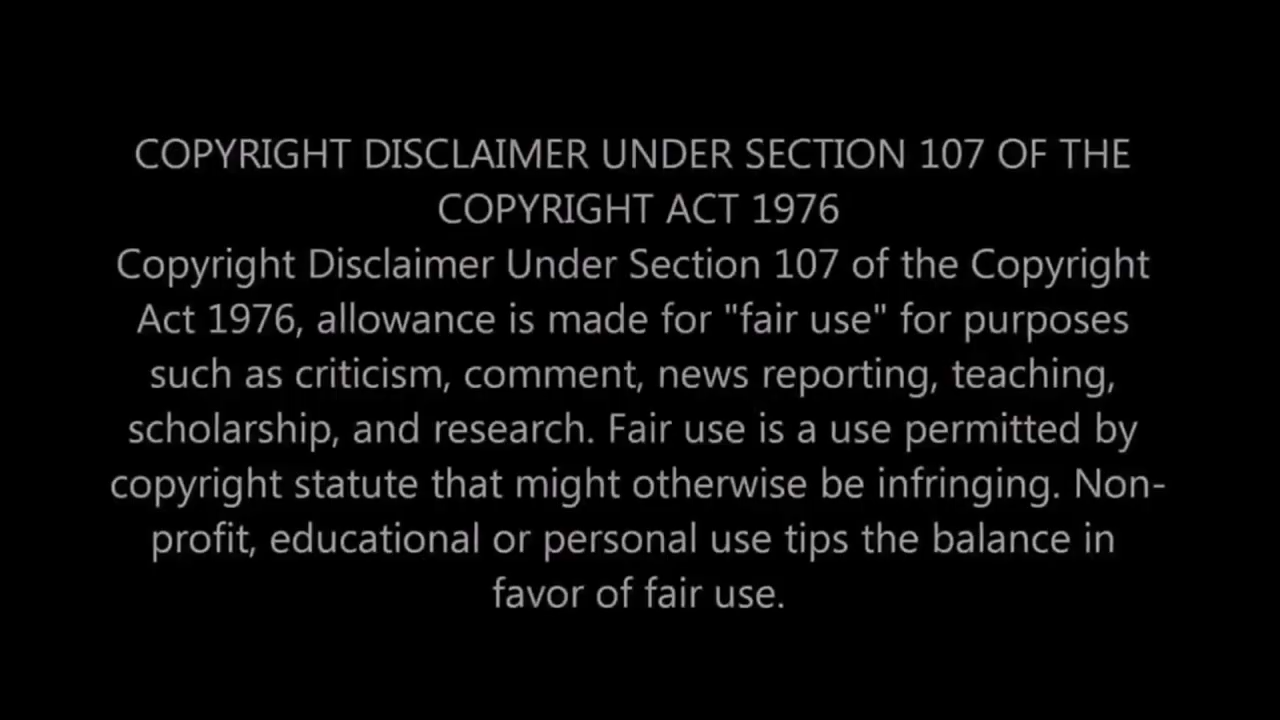 COPYRIGHT DISCLAIMER UNDER SECTION 107 OF THE
COPYRIGHT ACT 1976
Copyright Disclaimer Under Section 107 of the Copyright
Act 1976, allowance is made for "fair use" for purposes
such as criticism, comment, news reporting, teaching,
scholarship, and research. Fair use is a use permitted by
copyright statute that might otherwise be infringing. Non-
profit, educational or personal use tips the balance in
favor of fair use.